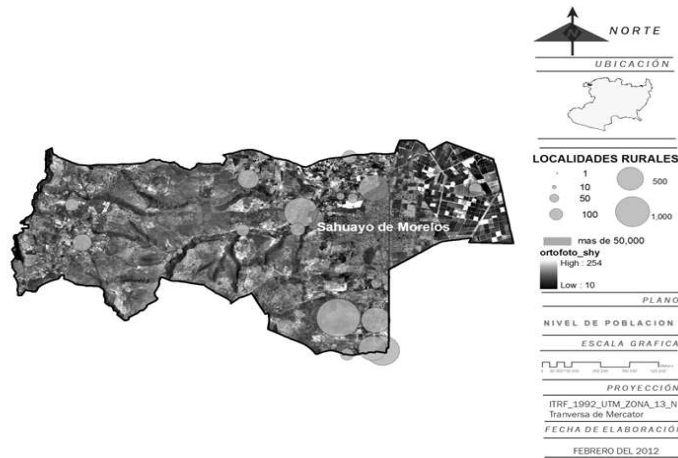 N
NORTE
UBICACIÓN
LOCALIDADES RURALES
1
10
50
100
500
1,000
mas de 50,000
ortofoto_shy
High : 254
Low : 10
Sahuayo de Morelos
PLANO
NIVEL DE POBLACION
ESCALA GRAFICA
PROYECCIÓN
ITRF_1992_UTM_ZONA_13_N
Tranversa de Mercator
FECHA DE ELABORACIÓN
FEBRERO DEL 2012